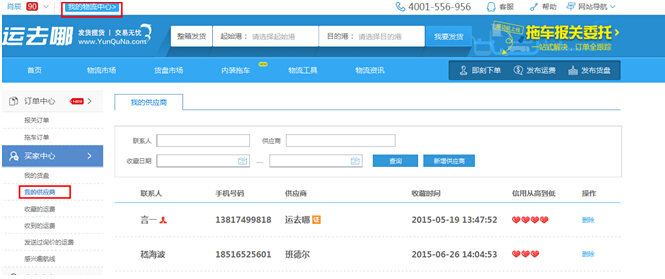 肖辰 90 我的物流中心> 4001-556-956 客服 帮助 网站导航
运去哪 发货提货 | 交易无忧 www.YunQuNa.com 整箱发货 起始港： 请选择起始港 目的港： 请选择目的港 我要发货 拖车报关委托>
一站式解决，订单全跟踪
首页 物流市场 货盘市场 内装拖车 物流工具 物流资讯 即刻下单 发布运费 发布货盘
订单中心
报关订单
拖车订单
买家中心
我的货盘
我的供应商
收藏的运费
收到的运费
发送过询价的运费
感兴趣航线
我的供应商
联系人 供应商
收藏日期 — 查询 新增供应商
联系人 手机号码 供应商 收藏时间 信用从高到低 操作
言一 13817499818 运去哪 证 2015-05-19 13:47:52 删除
嵇海波 18516525601 班德尔 2015-06-26 14:04:53 删除